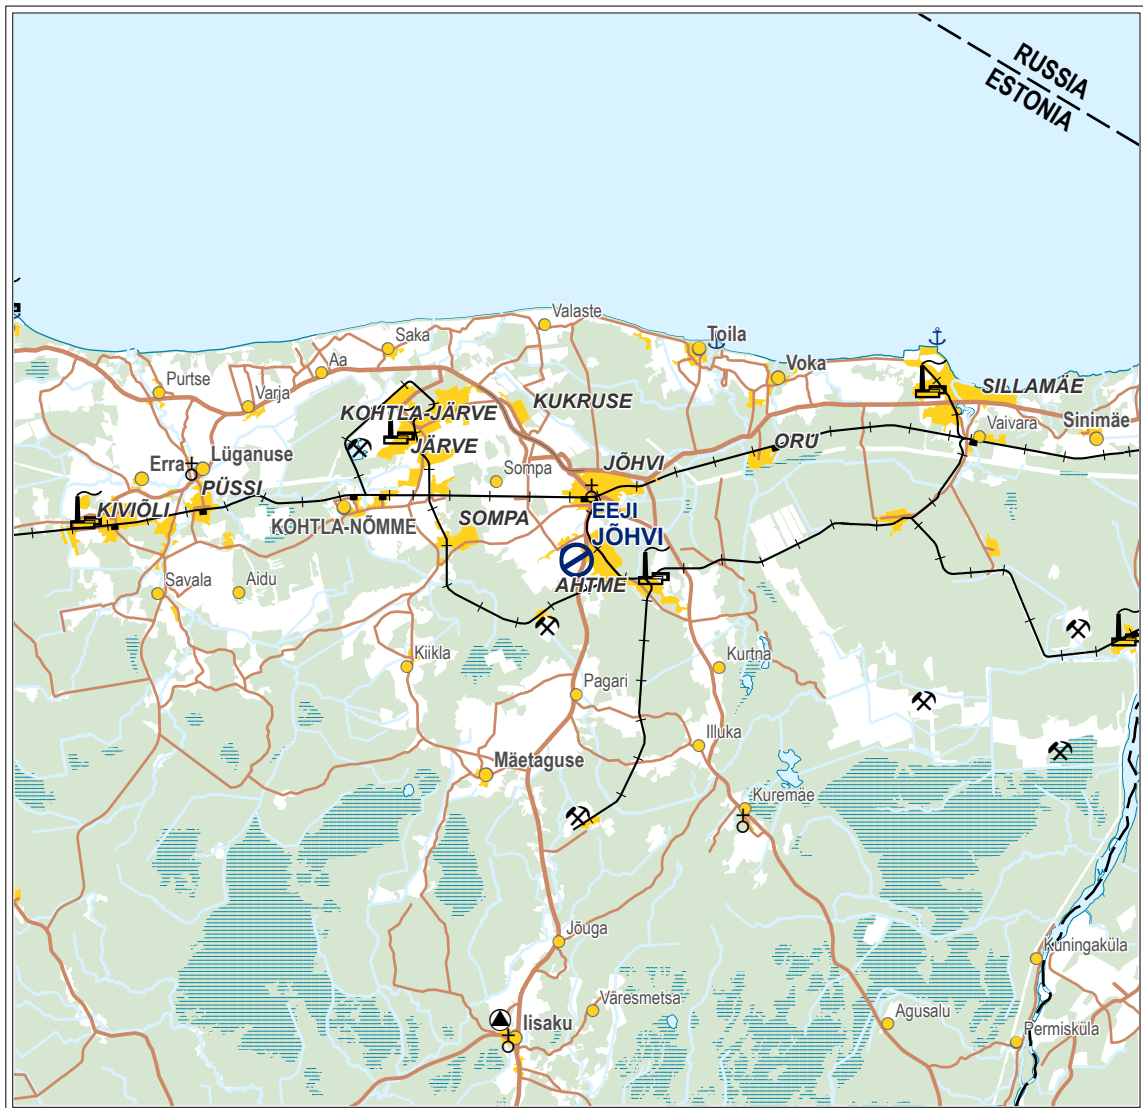 RUSSIA
ESTONIA
Valaste
Toila
Saka
Aa
Voka
Purtse
Varja
SILLAMÄE
KUKRUSE
KOHTLA-JÄRVE
Vaivara
Sinimäe
JÄRVE
ORU
Erra
Lüganuse
Sompa
JÕHVI
PÜSSI
KIVIÕLI
KOHTLA-NÕMME
SOMPA
EEJI
JÕHVI
Savala
Aidu
AHTME
Kiikla
Kurtna
Pagari
Illuka
Mäetaguse
Kuremäe
Jõuga
Kuningaküla
Väresmetsa
Agusalu
Iisaku
Permisküla